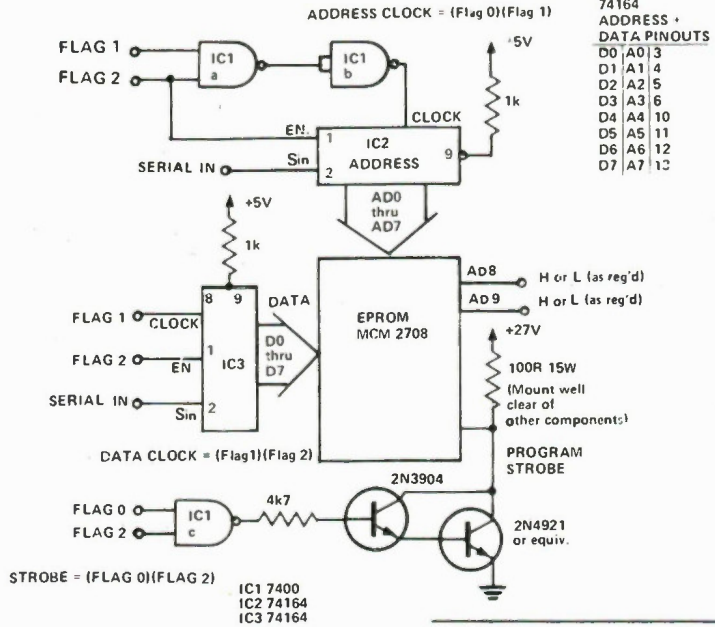 ADDRESS CLOCK = (Flag 0)(Flag 1)
74164
ADDRESS +
DATA PINOUTS
D0 A0 3
D1 A1 4
D2 A2 5
D3 A3 6
D4 A4 10
D5 A5 11
D6 A6 12
D7 A7 13
FLAG 1
FLAG 2
IC1
a
IC1
b
+5V
1k
CLOCK
EN.
1
IC2
ADDRESS
9
SERIAL IN
Sin
2
AD0
thru
AD7
+5V
1k
8 9
DATA
FLAG 1
CLOCK
FLAG 2
EN
1
IC3
D0
thru
D7
SERIAL IN
Sin
2
EPROM
MCM 2708
AD8
H or L (as reg'd)
AD9
H or L (as reg'd)
+27V
100R 15W
(Mount well
clear of
other components)
PROGRAM
STROBE
DATA CLOCK = (Flag1)(Flag 2)
FLAG 0
FLAG 2
IC1
c
4k7
2N3904
2N4921
or equiv.
STROBE = (FLAG 0)(FLAG 2)
IC1 7400
IC2 74164
IC3 74164